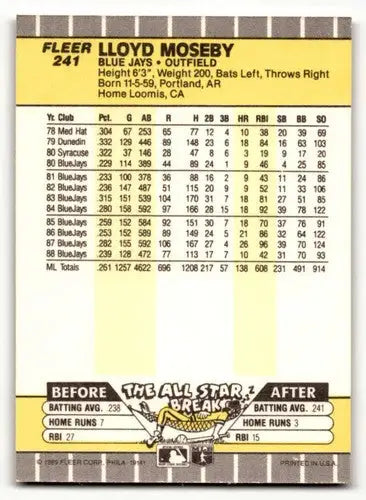 FLEER LLOYD MOSEBY
241 BLUE JAYS • OUTFIELD
Height 6'3", Weight 200, Bats Left, Throws Right
Born 11-5-59, Portland, AR
Home Loomis, CA
Yr. Club Pct. G AB R H 2B 3B HR RBI SB BB SO
78 Med Hat .304 67 253 65 77 12 4 10 38 20 39 69
79 Dunedin .332 129 446 89 148 23 6 18 84 16 63 103
80 Syracuse .322 37 146 28 47 8 6 3 19 9 17 20
80 BlueJays .229 114 389 44 89 24 1 9 46 4 25 85
81 BlueJays .233 100 378 36 88 16 2 9 43 11 24 86
82 BlueJays .236 147 487 51 115 20 9 9 52 11 33 106
83 BlueJays .315 151 539 104 170 31 7 18 81 27 51 85
84 BlueJays .280 158 592 97 166 28 15 18 92 39 78 122
85 BlueJays .259 152 584 92 151 30 7 18 70 37 76 91
86 BlueJays .253 152 589 89 149 24 5 21 86 32 64 122
87 BlueJays .282 155 592 106 167 27 4 26 96 39 70 124
88 BlueJays .239 128 472 77 113 17 7 10 42 31 70 93
ML Totals .261 1257 4622 696 1208 217 57 138 608 231 491 914
BEFORE THE ALL STAR BREAK AFTER
BATTING AVG. .238 BATTING AVG. .241
HOME RUNS 7 HOME RUNS 3
RBI 27 RBI 15
© 1989 FLEER CORP. PHILA. 19141 PRINTED IN U.S.A.